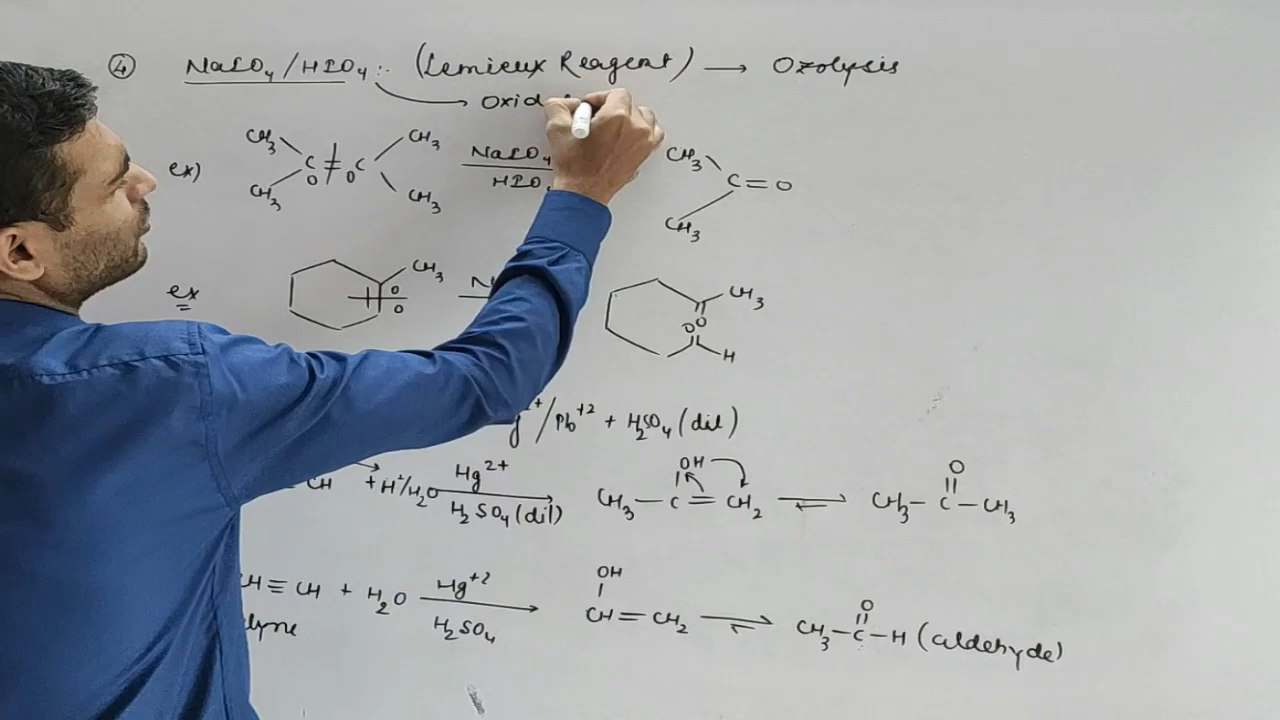 ④ NaIO₄/HIO₄:- (Lemieux Reagent) → Ozolysis
→ Oxid
ex) CH₃ CH₃ C O O C CH₃ CH₃ NaIO₄ HIO₄ CH₃ C=O CH₃
ex CH₃ O O CH₃ O O H
/Pb⁺² + H₂SO₄ (dil)
CH + H⁺/H₂O Hg²⁺ H₂SO₄ (dil) → CH₃—C(OH)=CH₂ ⇌ CH₃—C(=O)—CH₃
CH≡CH + H₂O Hg⁺² H₂SO₄ → CH(OH)=CH₂ ⇌ CH₃—C(=O)—H (aldehyde)